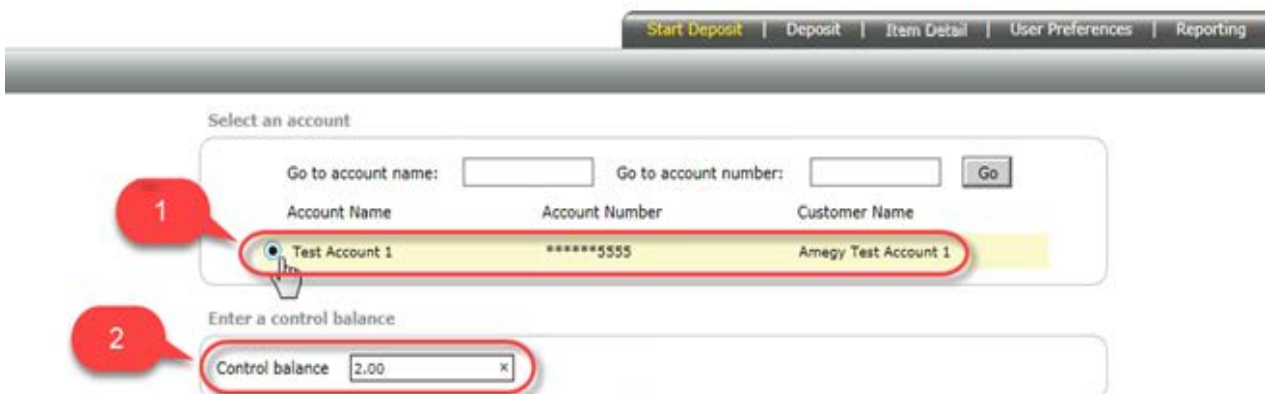 Start Deposit | Deposit | Item Detail | User Preferences | Reporting
Select an account
Go to account name: Go to account number: Go
Account Name Account Number Customer Name
1
Test Account 1 ******5555 Amegy Test Account 1
Enter a control balance
2
Control balance 2.00 ×